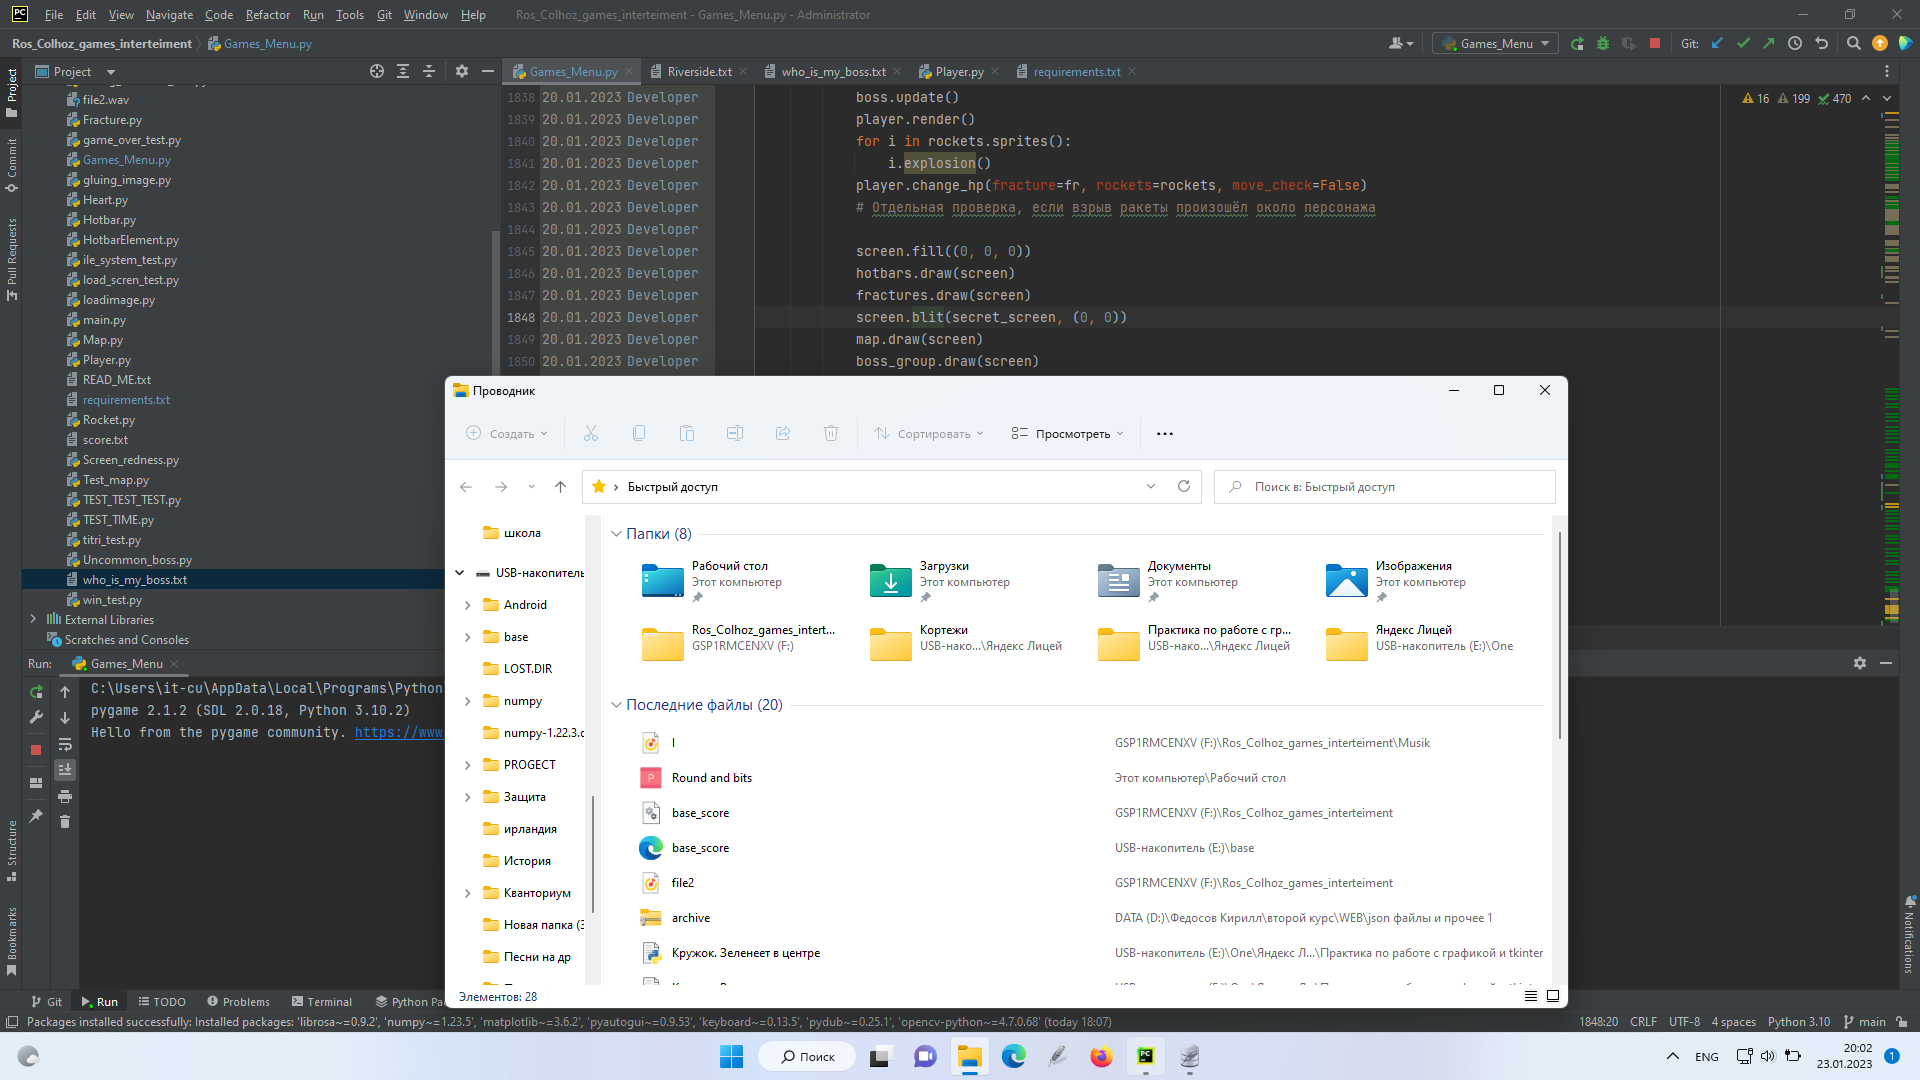 File Edit View Navigate Code Refactor Run Tools Git Window Help Ros_Colhoz_games_interteiment - Games_Menu.py - Administrator
Ros_Colhoz_games_interteiment Games_Menu.py Games_Menu Git:
Project
Games_Menu.py Riverside.txt who_is_my_boss.txt Player.py requirements.txt
16 199 470
Project
Commit
Pull Requests
Structure
Bookmarks
Notifications
file2.wav
Fracture.py
game_over_test.py
Games_Menu.py
gluing_image.py
Heart.py
Hotbar.py
HotbarElement.py
ile_system_test.py
load_scren_test.py
loadimage.py
main.py
Map.py
Player.py
READ_ME.txt
requirements.txt
Rocket.py
score.txt
Screen_redness.py
Test_map.py
TEST_TEST_TEST.py
TEST_TIME.py
titri_test.py
Uncommon_boss.py
who_is_my_boss.txt
win_test.py
External Libraries
Scratches and Consoles
1838 20.01.2023 Developer boss.update()
1839 20.01.2023 Developer player.render()
1840 20.01.2023 Developer for i in rockets.sprites():
1841 20.01.2023 Developer i.explosion()
1842 20.01.2023 Developer player.change_hp(fracture=fr, rockets=rockets, move_check=False)
1843 20.01.2023 Developer # Отдельная проверка, если взрыв ракеты произошёл около персонажа
1844 20.01.2023 Developer
1845 20.01.2023 Developer screen.fill((0, 0, 0))
1846 20.01.2023 Developer hotbars.draw(screen)
1847 20.01.2023 Developer fractures.draw(screen)
1848 20.01.2023 Developer screen.blit(secret_screen, (0, 0))
1849 20.01.2023 Developer map.draw(screen)
1850 20.01.2023 Developer boss_group.draw(screen)
Run: Games_Menu
C:\Users\it-cu\AppData\Local\Programs\Python
pygame 2.1.2 (SDL 2.0.18, Python 3.10.2)
Hello from the pygame community. https://www
Проводник
Создать Сортировать Просмотреть
Быстрый доступ Поиск в: Быстрый доступ
школа
USB-накопитель
Android
base
LOST.DIR
numpy
numpy-1.22.3.c
PROGECT
Защита
ирландия
История
Кванториум
Новая папка (3
Песни на др
Папки (8)
Рабочий стол Загрузки Документы Изображения
Этот компьютер Этот компьютер Этот компьютер Этот компьютер
Ros_Colhoz_games_intert... Кортежи Практика по работе с гр... Яндекс Лицей
GSP1RMCENXV (F:) USB-нако...\Яндекс Лицей USB-нако...\Яндекс Лицей USB-накопитель (E:)\One
Последние файлы (20)
I GSP1RMCENXV (F:)\Ros_Colhoz_games_interteiment\Musik
Round and bits Этот компьютер\Рабочий стол
base_score GSP1RMCENXV (F:)\Ros_Colhoz_games_interteiment
base_score USB-накопитель (E:)\base
file2 GSP1RMCENXV (F:)\Ros_Colhoz_games_interteiment
archive DATA (D:)\Федосов Кирилл\второй курс\WEB\json файлы и прочее 1
Кружок. Зеленеет в центре USB-накопитель (E:)\One\Яндекс Л...\Практика по работе с графикой и tkinter
Элементов: 28
Git Run TODO Problems Terminal Python Pa
Packages installed successfully: Installed packages: 'librosa~=0.9.2', 'numpy~=1.23.5', 'matplotlib~=3.6.2', 'pyautogui~=0.9.53', 'keyboard~=0.13.5', 'pydub~=0.25.1', 'opencv-python~=4.7.0.68' (today 18:07) 1848:20 CRLF UTF-8 4 spaces Python 3.10 main
Поиск ENG 20:02
23.01.2023 1